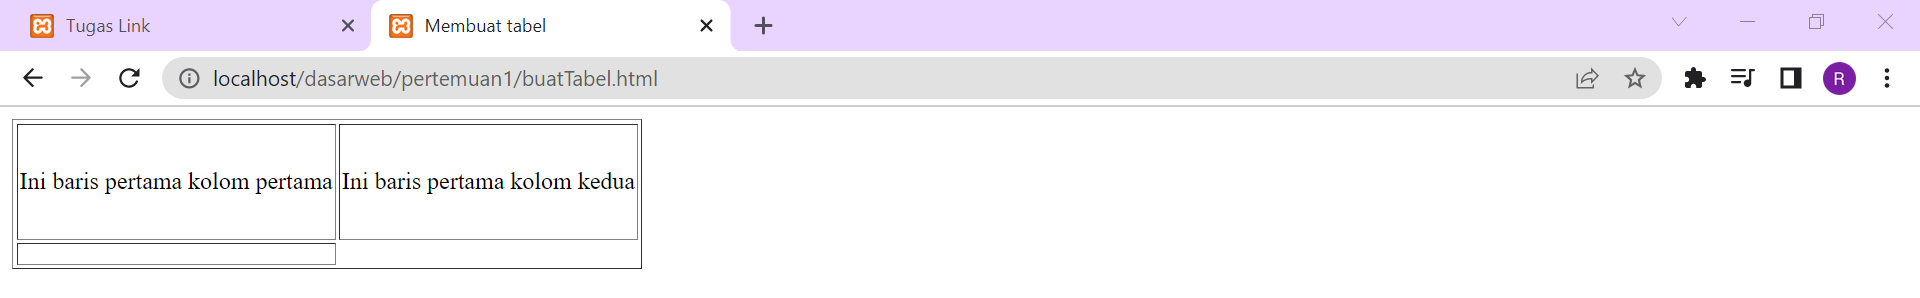 Tugas Link
Membuat tabel
localhost/dasarweb/pertemuan1/buatTabel.html
R
Ini baris pertama kolom pertama
Ini baris pertama kolom kedua